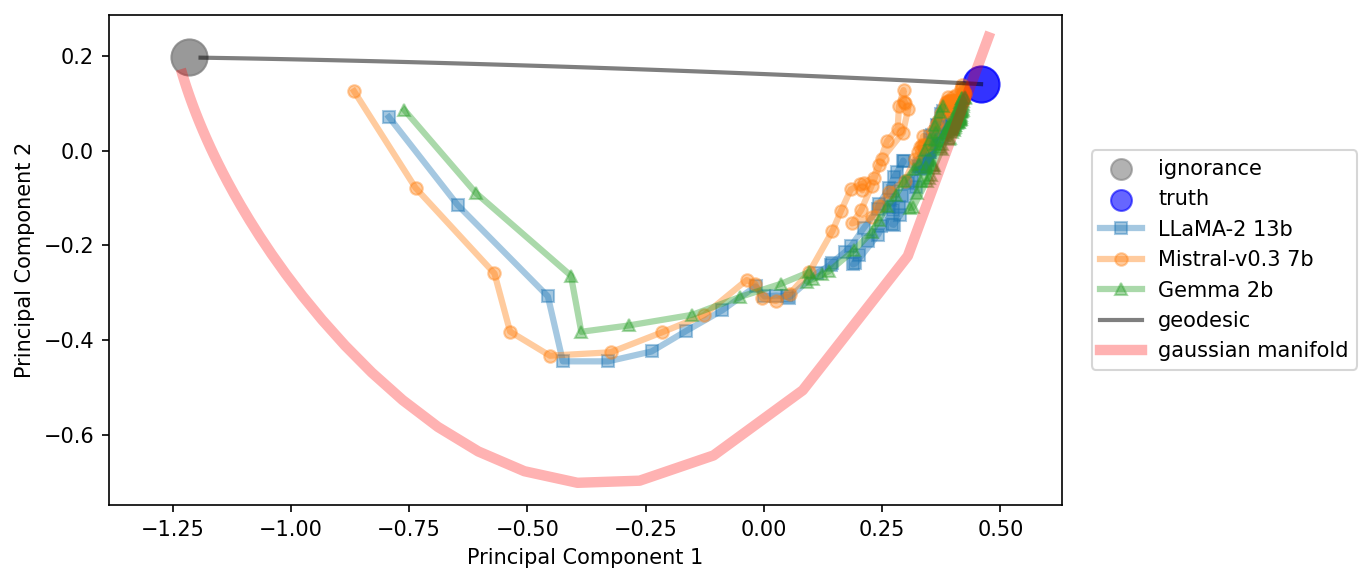 0.2
0.0
−0.2
−0.4
−0.6
Principal Component 2
−1.25
−1.00
−0.75
−0.50
−0.25
0.00
0.25
0.50
Principal Component 1
ignorance
truth
LLaMA-2 13b
Mistral-v0.3 7b
Gemma 2b
geodesic
gaussian manifold